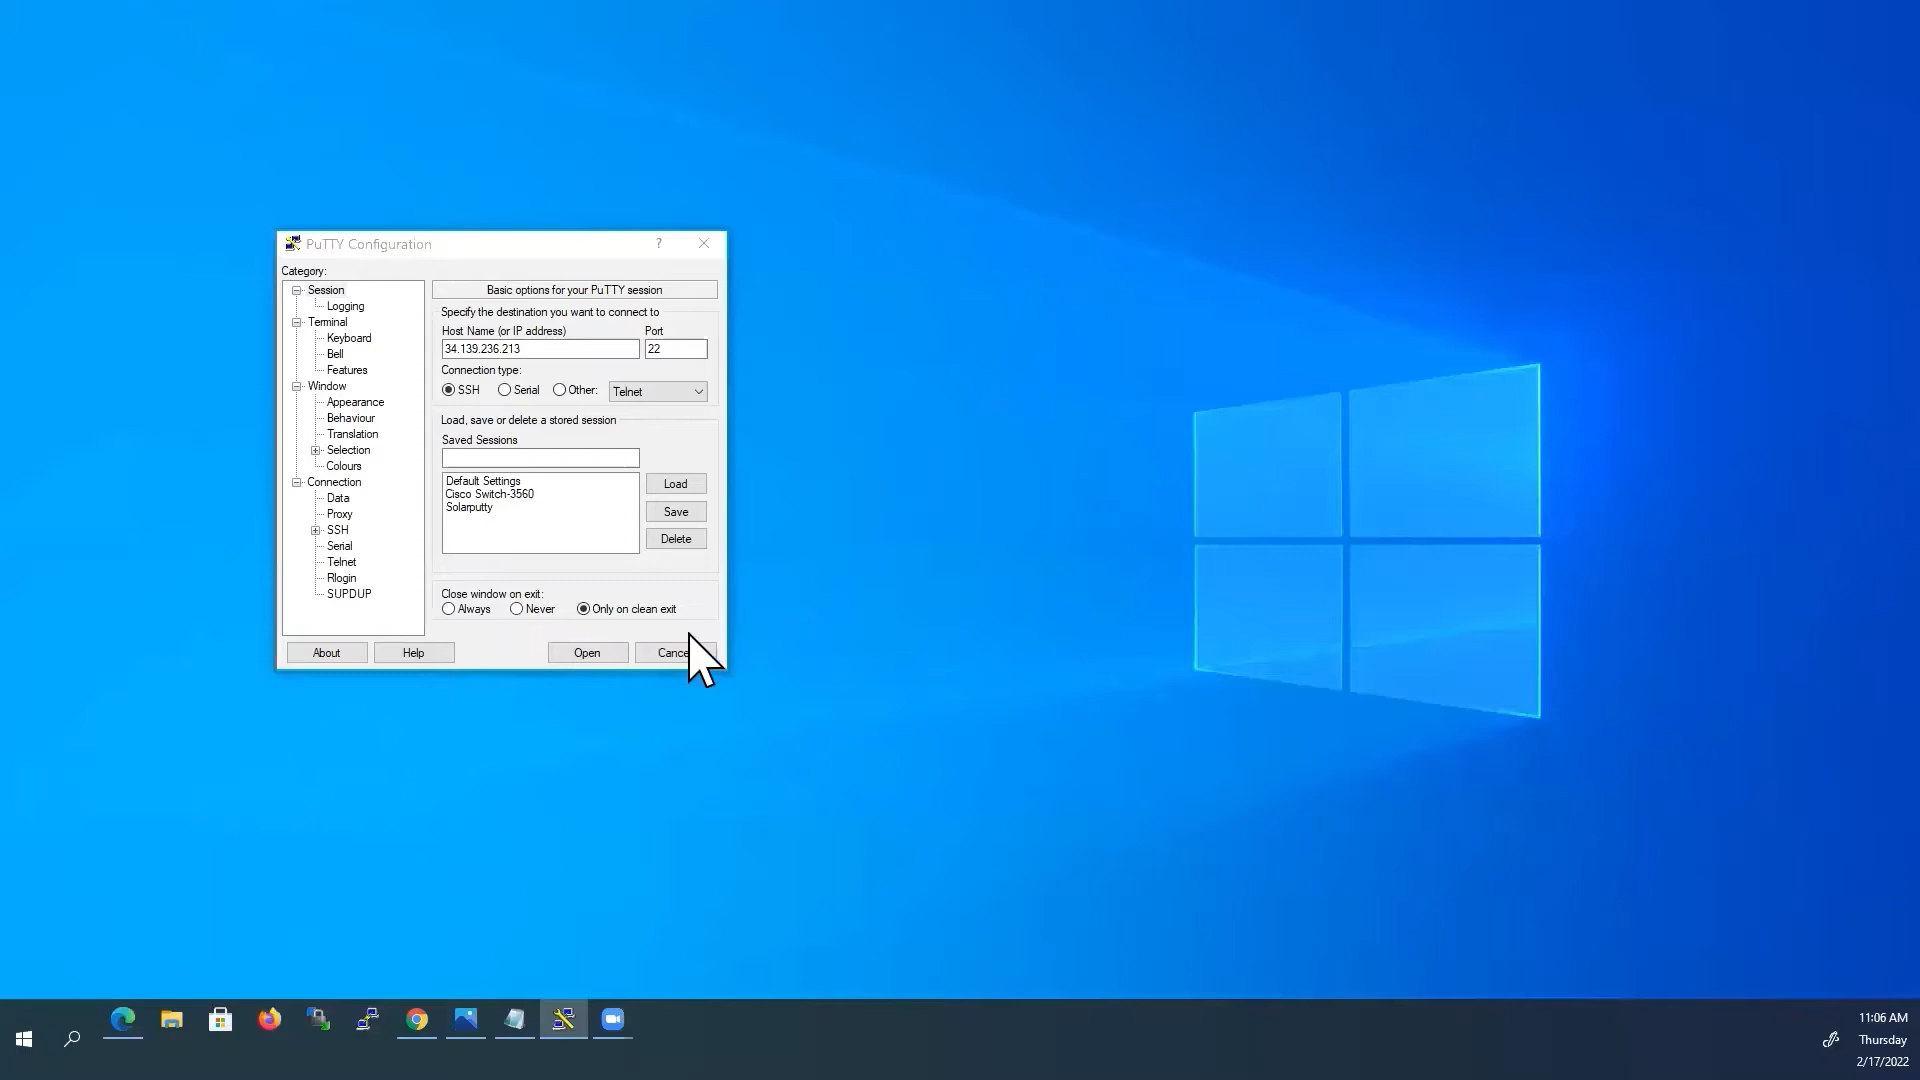 PuTTY Configuration
?
Category:
Session
Logging
Terminal
Keyboard
Bell
Features
Window
Appearance
Behaviour
Translation
Selection
Colours
Connection
Data
Proxy
SSH
Serial
Telnet
Rlogin
SUPDUP
Basic options for your PuTTY session
Specify the destination you want to connect to
Host Name (or IP address) Port
34.139.236.213 22
Connection type:
SSH Serial Other: Telnet
Load, save or delete a stored session
Saved Sessions
Default Settings
Cisco Switch-3560
Solarputty
Load
Save
Delete
Close window on exit:
Always Never Only on clean exit
About Help Open Cance
11:06 AM
Thursday
2/17/2022